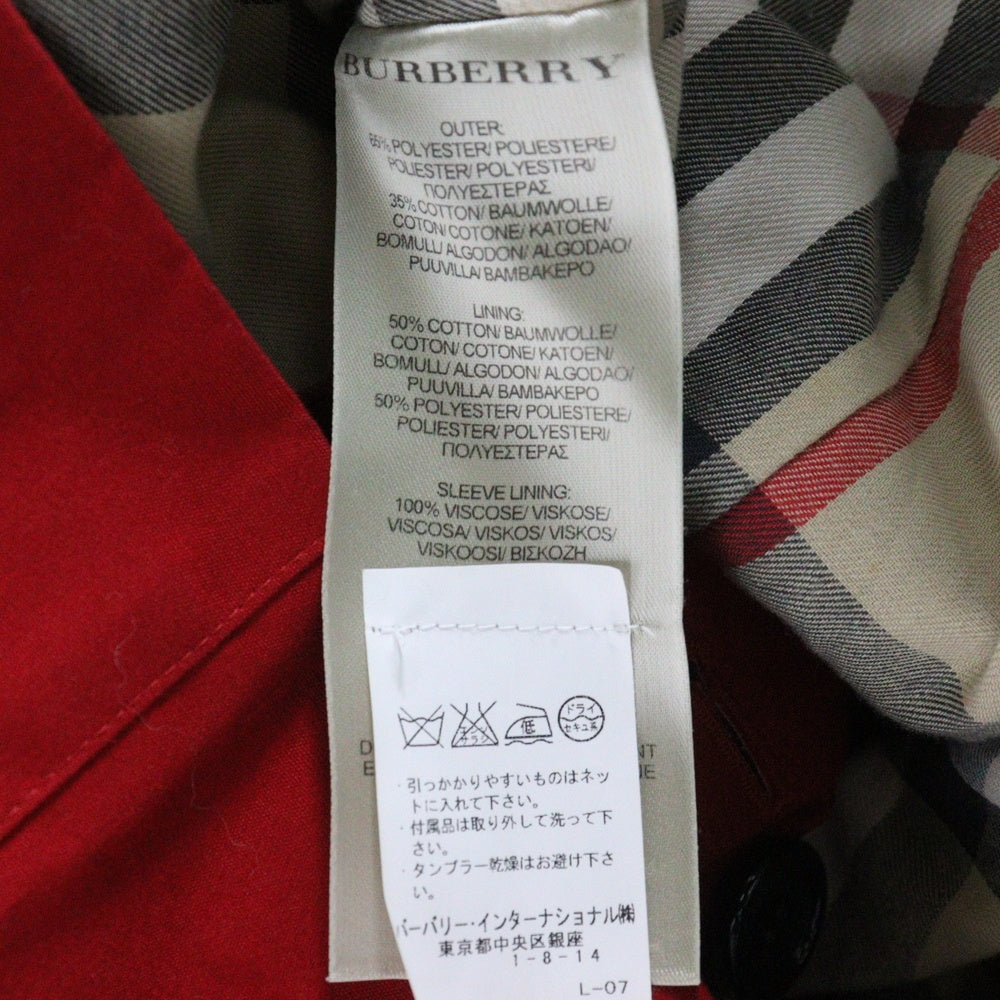 BURBERRY
OUTER:
65% POLYESTER/ POLIESTERE/
POLIESTER/ POLYESTERI/
ΠΟΛΥΕΣΤΕΡΑΣ
35% COTTON/ BAUMWOLLE/
COTON/ COTONE/ KATOEN/
BOMULL/ ALGODON/ ALGODAO/
PUUVILLA/ BAMBAKEPO
LINING:
50% COTTON/ BAUMWOLLE/
COTON/ COTONE/ KATOEN/
BOMULL/ ALGODON/ ALGODAO/
PUUVILLA/ BAMBAKEPO
50% POLYESTER/ POLIESTERE/
POLIESTER/ POLYESTERI/
ΠΟΛΥΕΣΤΕΡΑΣ
SLEEVE LINING:
100% VISCOSE/ VISKOSE/
VISCOSA/ VISKOS/ VISKOS/
VISKOOSI/ ΒΙΣΚΟΖΗ
エンソ サラシ 低 ドライ セキユ系
・引っかかりやすいものはネッ
トに入れて下さい。
・付属品は取り外して洗って下
さい。
・タンブラー乾燥はお避け下さ
い。
バーバリー・インターナショナル㈱
東京都中央区銀座
1-8-14
L-07